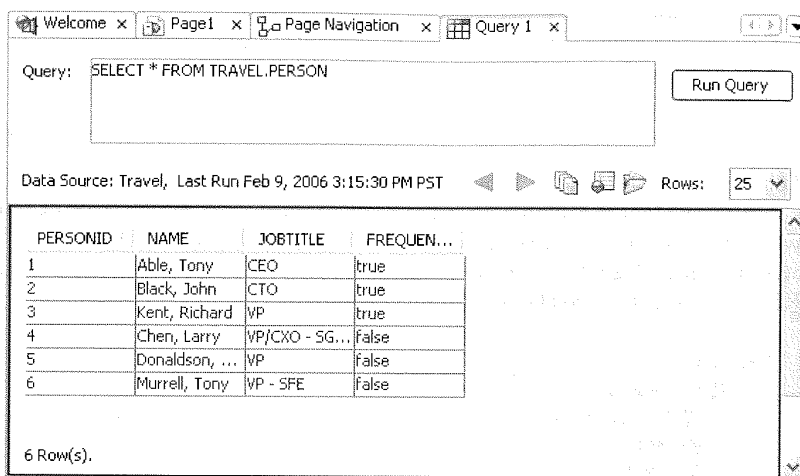 Welcome × Page1 × Page Navigation × Query 1 ×
Query: SELECT * FROM TRAVEL.PERSON
Run Query
Data Source: Travel, Last Run Feb 9, 2006 3:15:30 PM PST Rows: 25
PERSONID NAME JOBTITLE FREQUEN...
1 Able, Tony CEO true
2 Black, John CTO true
3 Kent, Richard VP true
4 Chen, Larry VP/CXO - SG... false
5 Donaldson, ... VP false
6 Murrell, Tony VP - SFE false
6 Row(s).